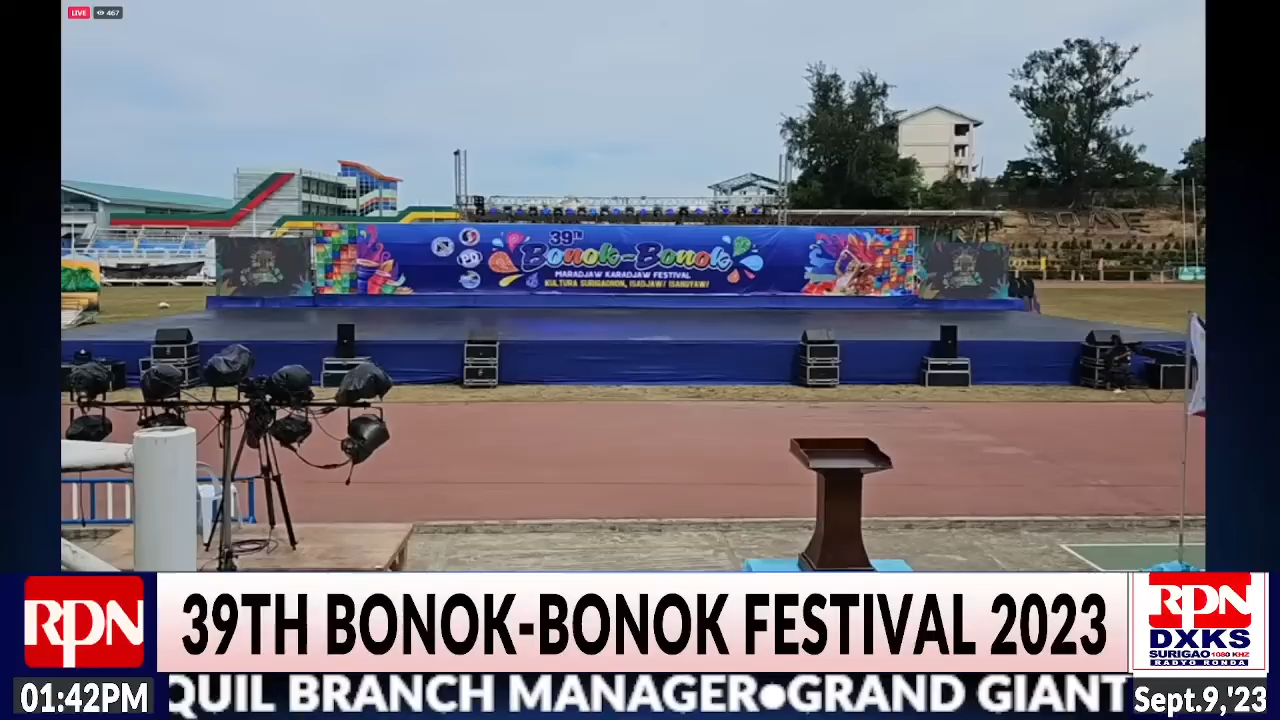 LIVE 467
39TH
Bonok-Bonok
MARADJAW KARADJAW FESTIVAL
KULTURA SURIGAONON, ISADJAW/ ISABUYAW/
RPN 39TH BONOK-BONOK FESTIVAL 2023
RPN
DXKS
SURIGAO 1080 KHZ
RADYO RONDA
01:42PM QUIL BRANCH MANAGER●GRAND GIANT Sept.9,'23